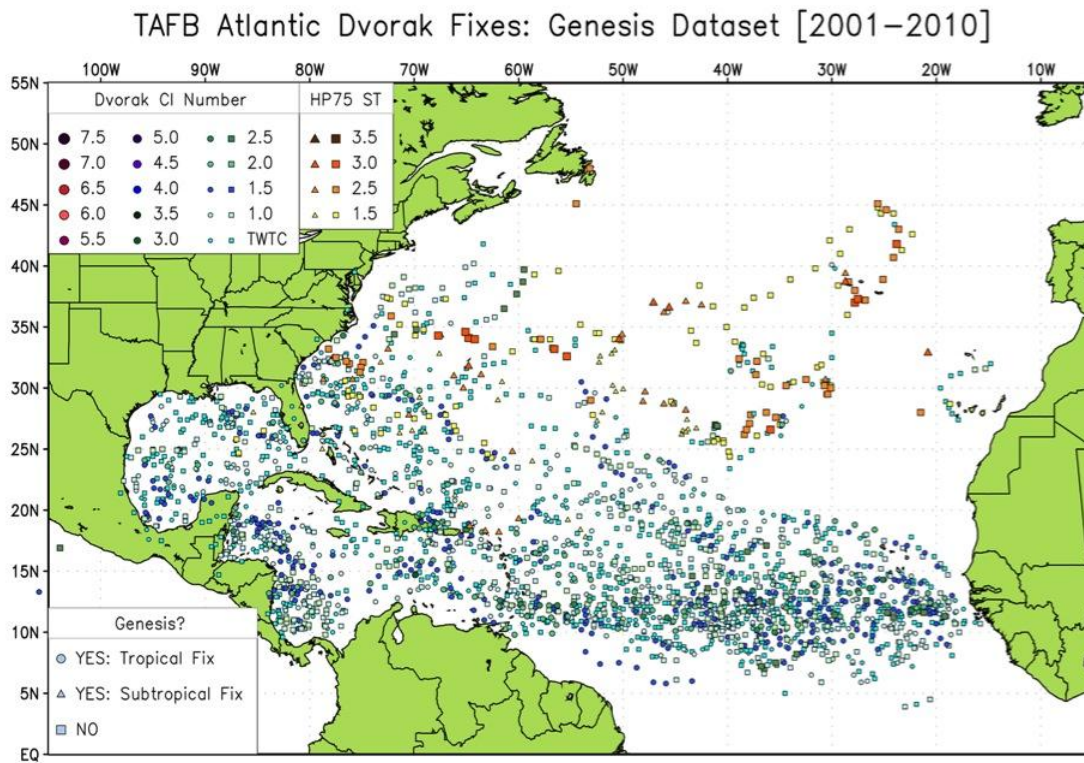 TAFB Atlantic Dvorak Fixes: Genesis Dataset [2001–2010]
100W 90W 80W 70W 60W 50W 40W 30W 20W 10W
55N
Dvorak CI Number HP75 ST
7.5 5.0 2.5 3.5
50N
7.0 4.5 2.0 3.0
6.5 4.0 1.5 2.5
45N
6.0 3.5 1.0 1.5
5.5 3.0 TWTC
40N
35N
30N
25N
20N
15N
Genesis?
10N
YES: Tropical Fix
YES: Subtropical Fix
5N
NO
EQ